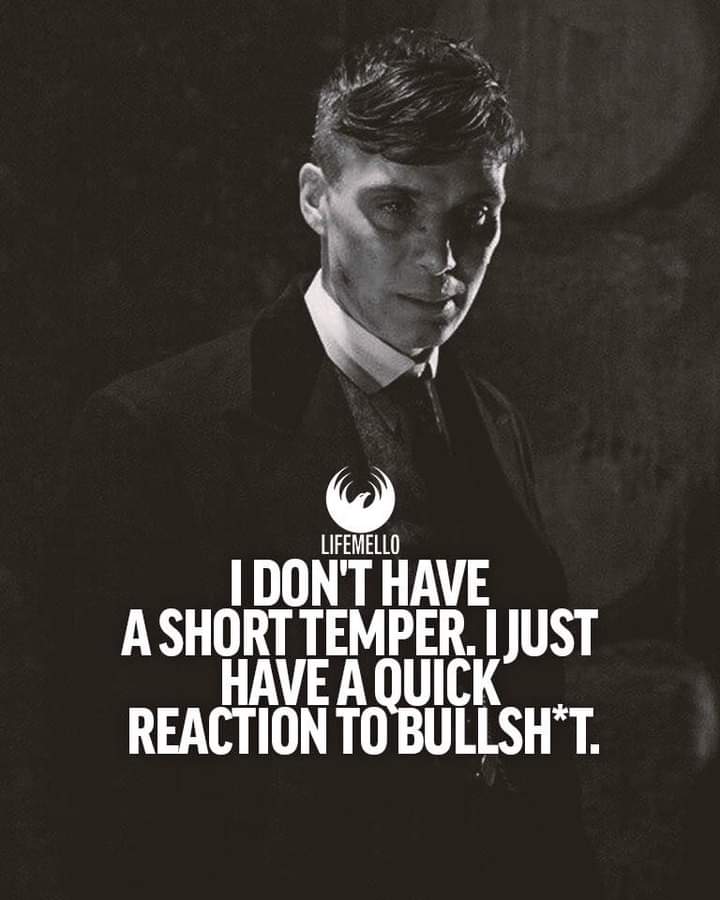 LIFEMELLO
I DON'T HAVE
A SHORT TEMPER. I JUST
HAVE A QUICK
REACTION TO BULLSH*T.